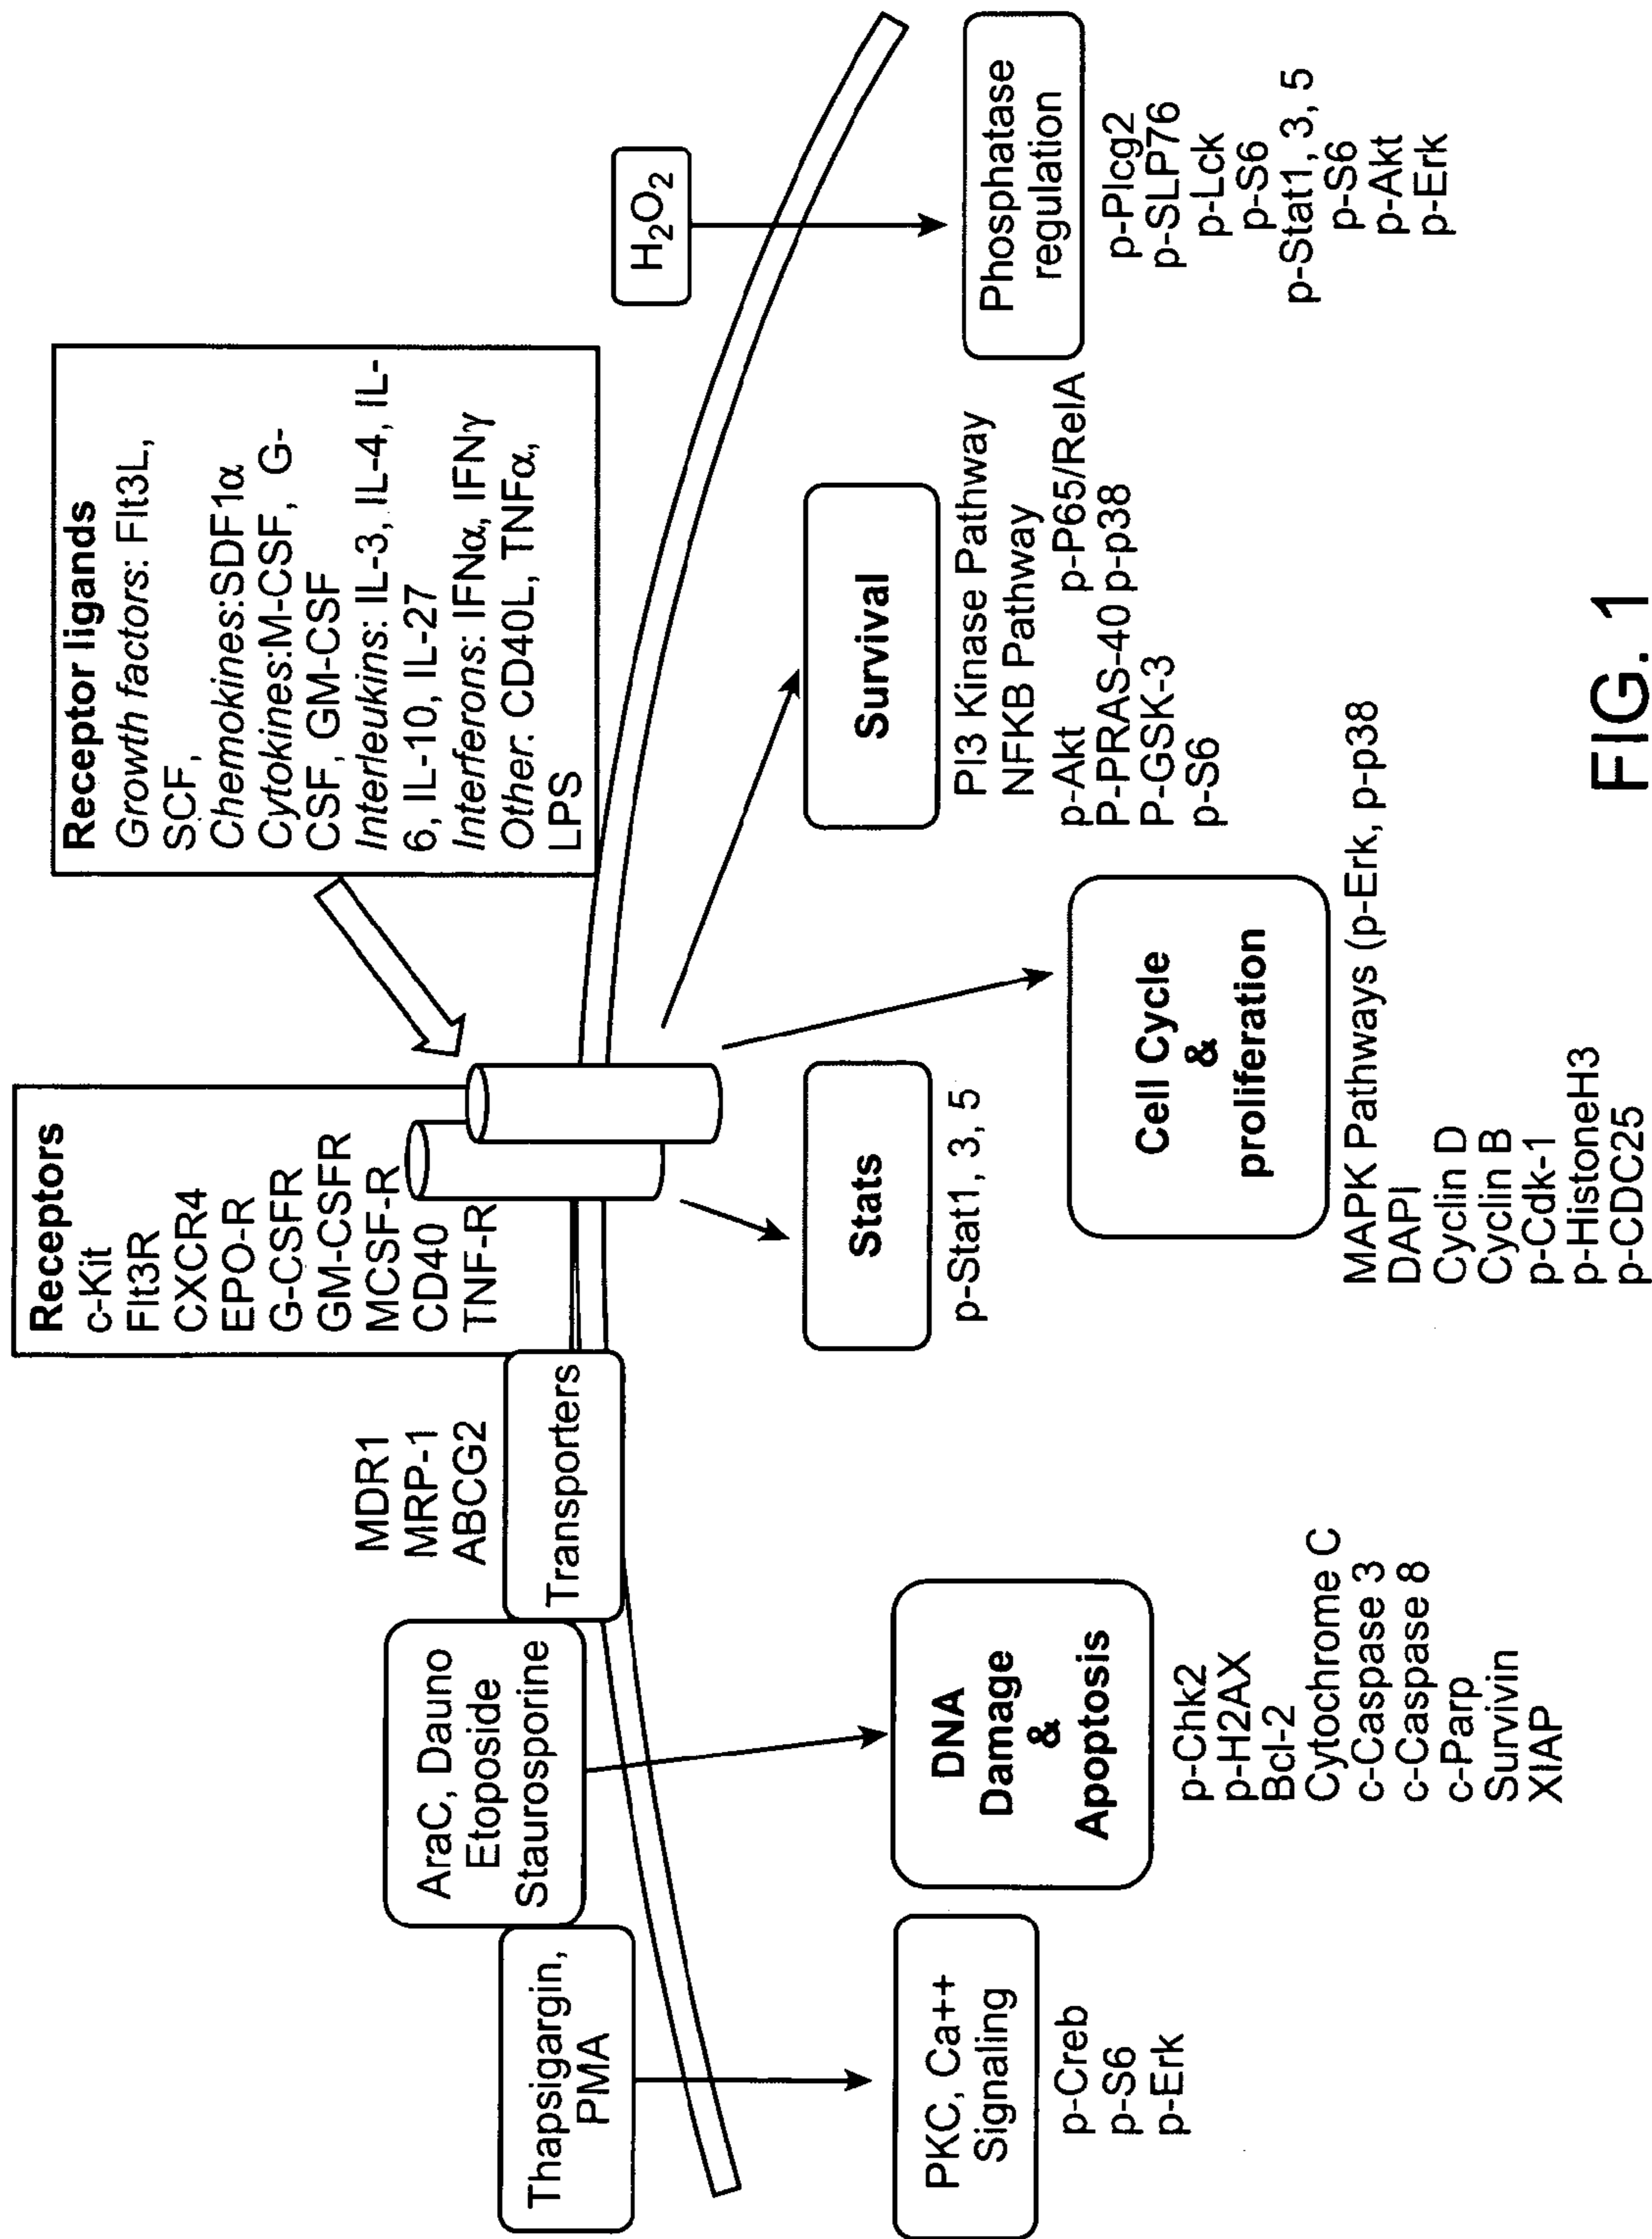 Receptors
c-Kit
Flt3R
CXCR4
EPO-R
G-CSFR
GM-CSFR
MCSF-R
CD40
TNF-R
Receptor ligands
Growth factors: Flt3L,
SCF,
Chemokines:SDF1α
Cytokines:M-CSF, G-
CSF, GM-CSF
Interleukins: IL-3, IL-4, IL-
6, IL-10, IL-27
Interferons: IFNα, IFNγ
Other: CD40L, TNFα,
LPS
MDR1
MRP-1
ABCG2
Transporters
AraC, Dauno
Etoposide
Staurosporine
Thapsigargin,
PMA
H2O2
PKC, Ca++
Signaling
p-Creb
p-S6
p-Erk
DNA
Damage
&
Apoptosis
p-Chk2
p-H2AX
Bcl-2
Cytochrome C
c-Caspase 3
c-Caspase 8
c-Parp
Survivin
XIAP
Stats
p-Stat1, 3, 5
Cell Cycle
&
proliferation
MAPK Pathways (p-Erk, p-p38
DAPI
Cyclin D
Cyclin B
p-Cdk-1
p-HistoneH3
p-CDC25
Survival
PI3 Kinase Pathway
NFKB Pathway
p-Akt p-P65/RelA
P-PRAS-40 p-p38
P-GSK-3
p-S6
Phosphatase
regulation
p-Plcg2
p-SLP76
p-Lck
p-S6
p-Stat1, 3, 5
p-S6
p-Akt
p-Erk
FIG. 1